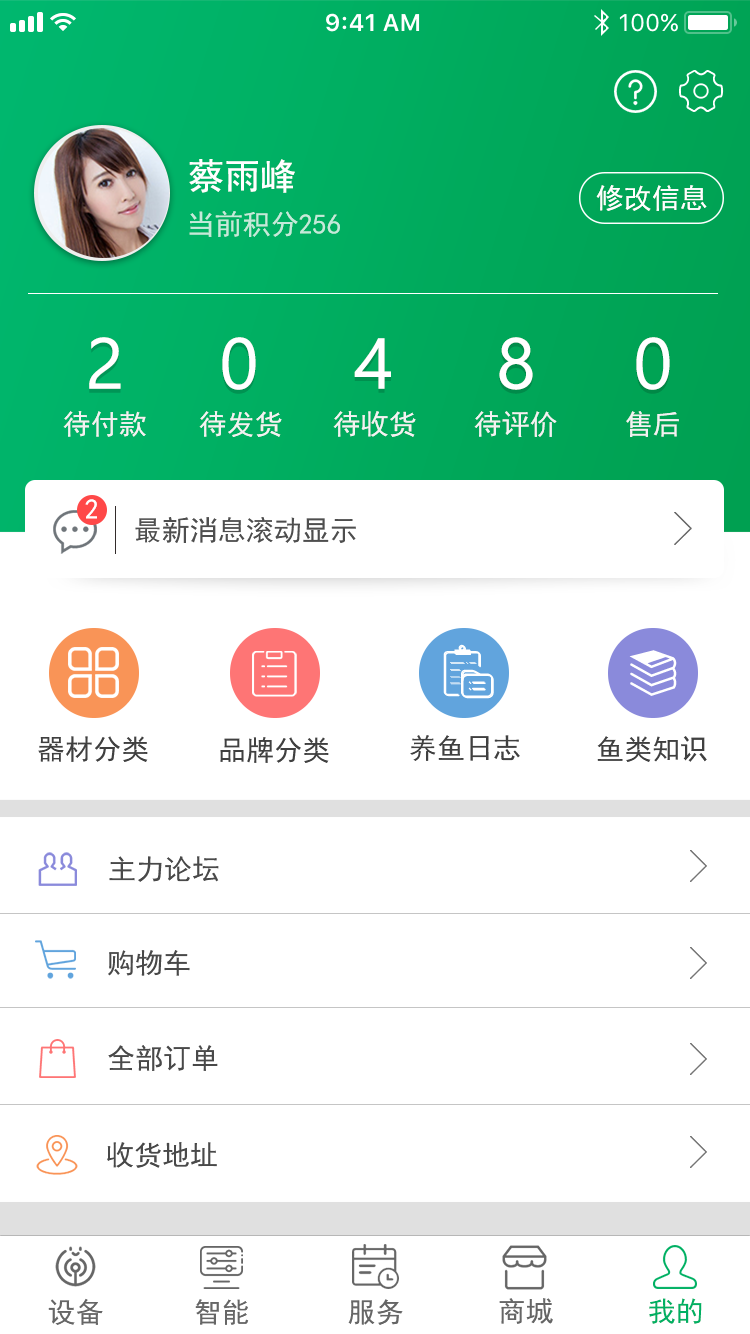 9:41 AM 100%
?
蔡雨峰
当前积分256
修改信息
2 0 4 8 0
待付款 待发货 待收货 待评价 售后
2
最新消息滚动显示
器材分类 品牌分类 养鱼日志 鱼类知识
主力论坛
购物车
全部订单
收货地址
设备 智能 服务 商城 我的